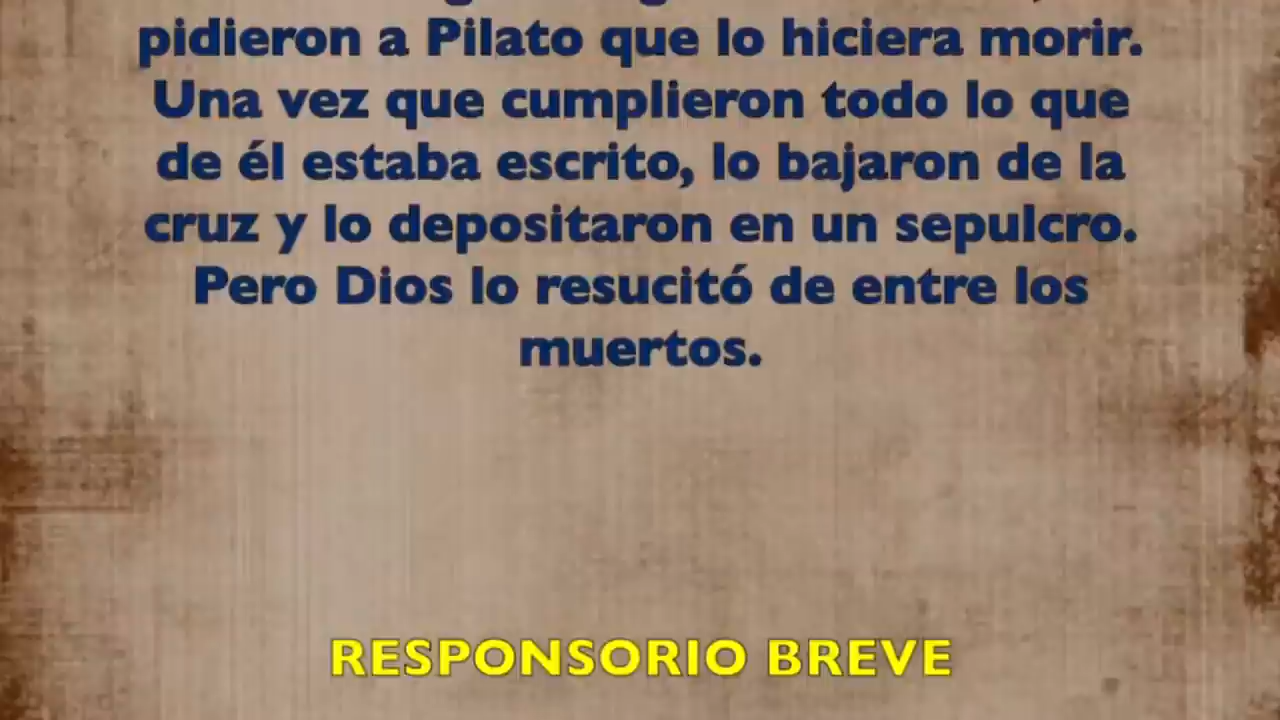 pidieron a Pilato que lo hiciera morir.
Una vez que cumplieron todo lo que
de él estaba escrito, lo bajaron de la
cruz y lo depositaron en un sepulcro.
Pero Dios lo resucitó de entre los
muertos.
RESPONSORIO BREVE